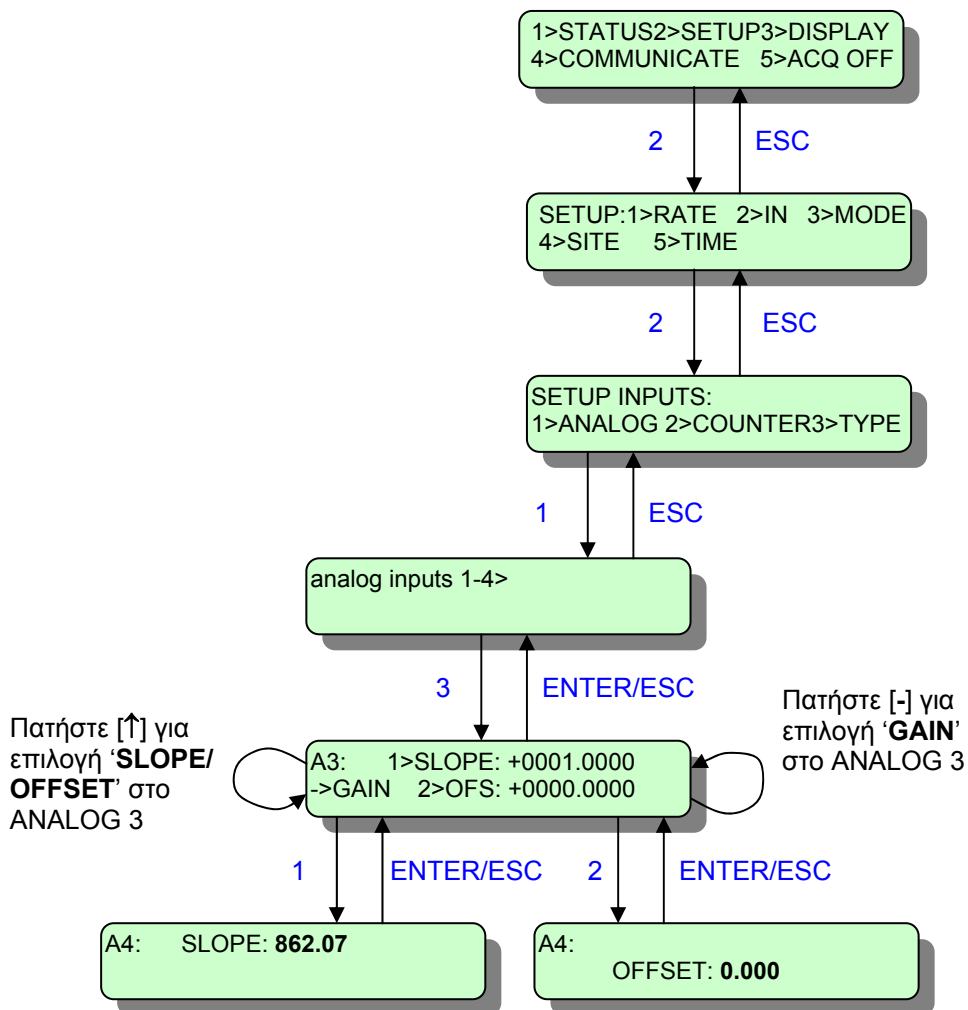 1>STATUS2>SETUP3>DISPLAY
4>COMMUNICATE 5>ACQ OFF
2
ESC
SETUP:1>RATE 2>IN 3>MODE
4>SITE 5>TIME
2
ESC
SETUP INPUTS:
1>ANALOG 2>COUNTER3>TYPE
1
ESC
analog inputs 1-4>
3
ENTER/ESC
Πατήστε [↑] για
επιλογή ‘SLOPE/
OFFSET’ στο
ANALOG 3
A3: 1>SLOPE: +0001.0000
->GAIN 2>OFS: +0000.0000
Πατήστε [-] για
επιλογή ‘GAIN’
στο ANALOG 3
1
ENTER/ESC
2
ENTER/ESC
A4: SLOPE: 862.07
A4:
OFFSET: 0.000